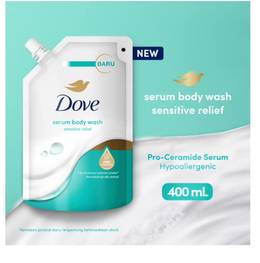 BARU
Dove
serum body wash
sensitive relief
NEW
serum body wash
sensitive relief
Pro-Ceramide Serum
Hypoallergenic
400 mL